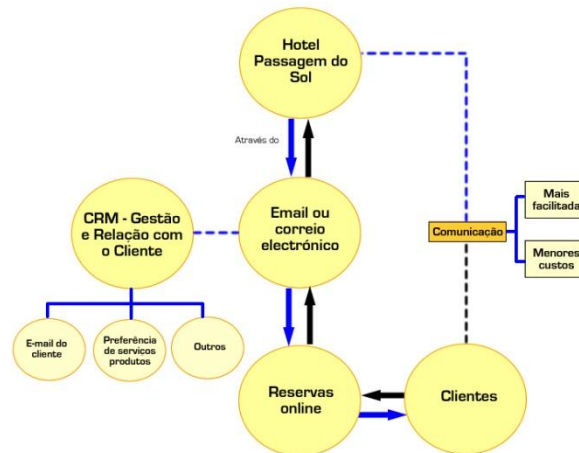 Hotel
Passagem do
Sol
Através do
CRM - Gestão
e Relação com
o Cliente
Email ou
correio
electrónico
Comunicação
Mais
facilitada
Menores
custos
E-mail do
cliente
Preferência
de serviços
produtos
Outros
Reservas
online
Clientes